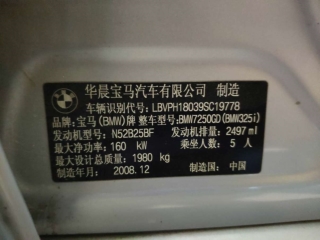 华晨宝马汽车有限公司 制造
车辆识别代号: LBVPH18039SC19778
品牌: 宝马(BMW)牌 整车型号: BMW7250GD(BMW325i)
发动机型号: N52B25BF 发动机排量: 2497 ml
最大净功率: 160 kW 乘坐人数: 5 人
最大设计总质量: 1980 kg
制造年月: 2008.12 制造国: 中国